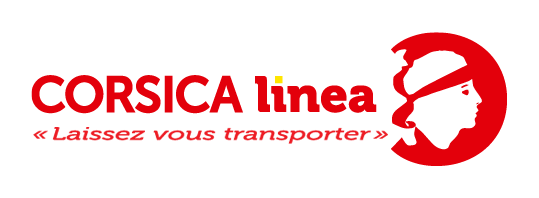 CORSICA linea
« Laissez vous transporter »